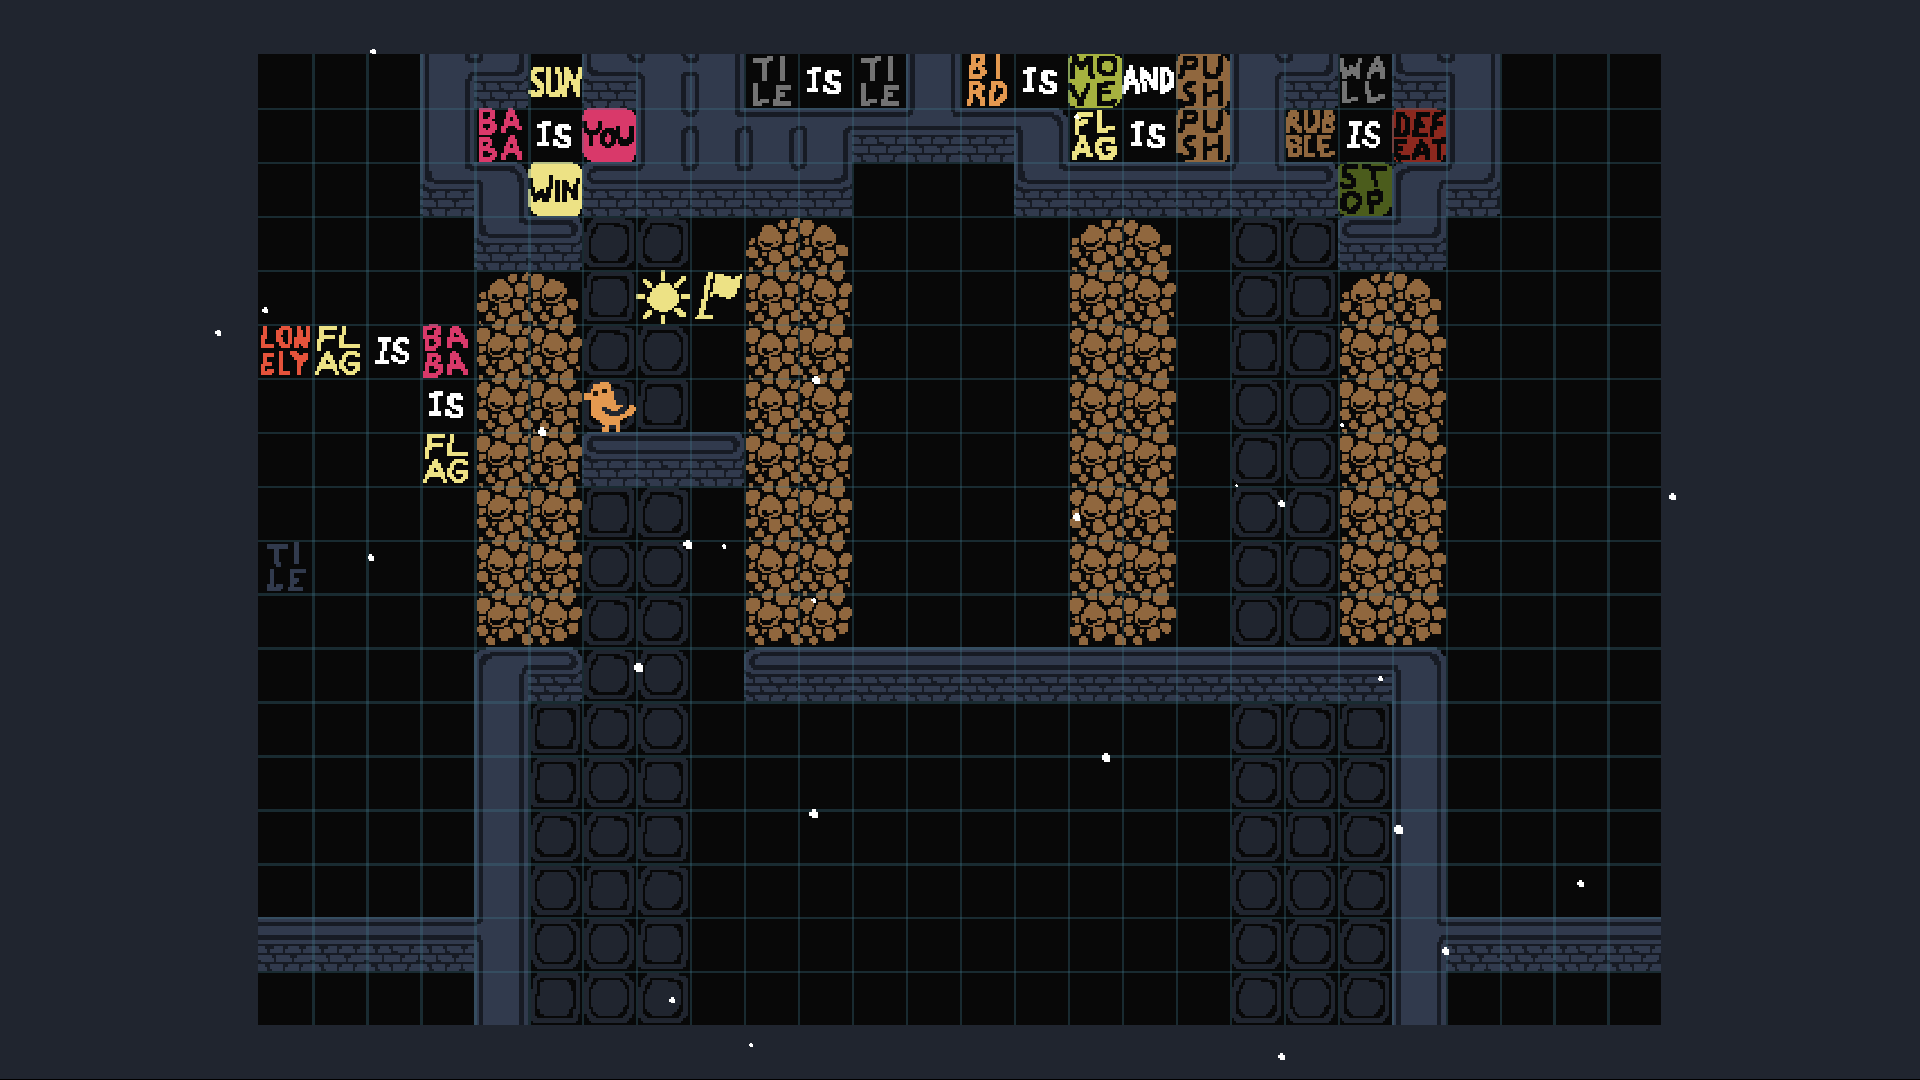 SUN TILE IS TILE BIRD IS MOVE AND PUSH WALL
BABA IS YOU FLAG IS PUSH RUBBLE IS DEFEAT
WIN STOP
LONELY FLAG IS BABA
IS
FLAG
TILE